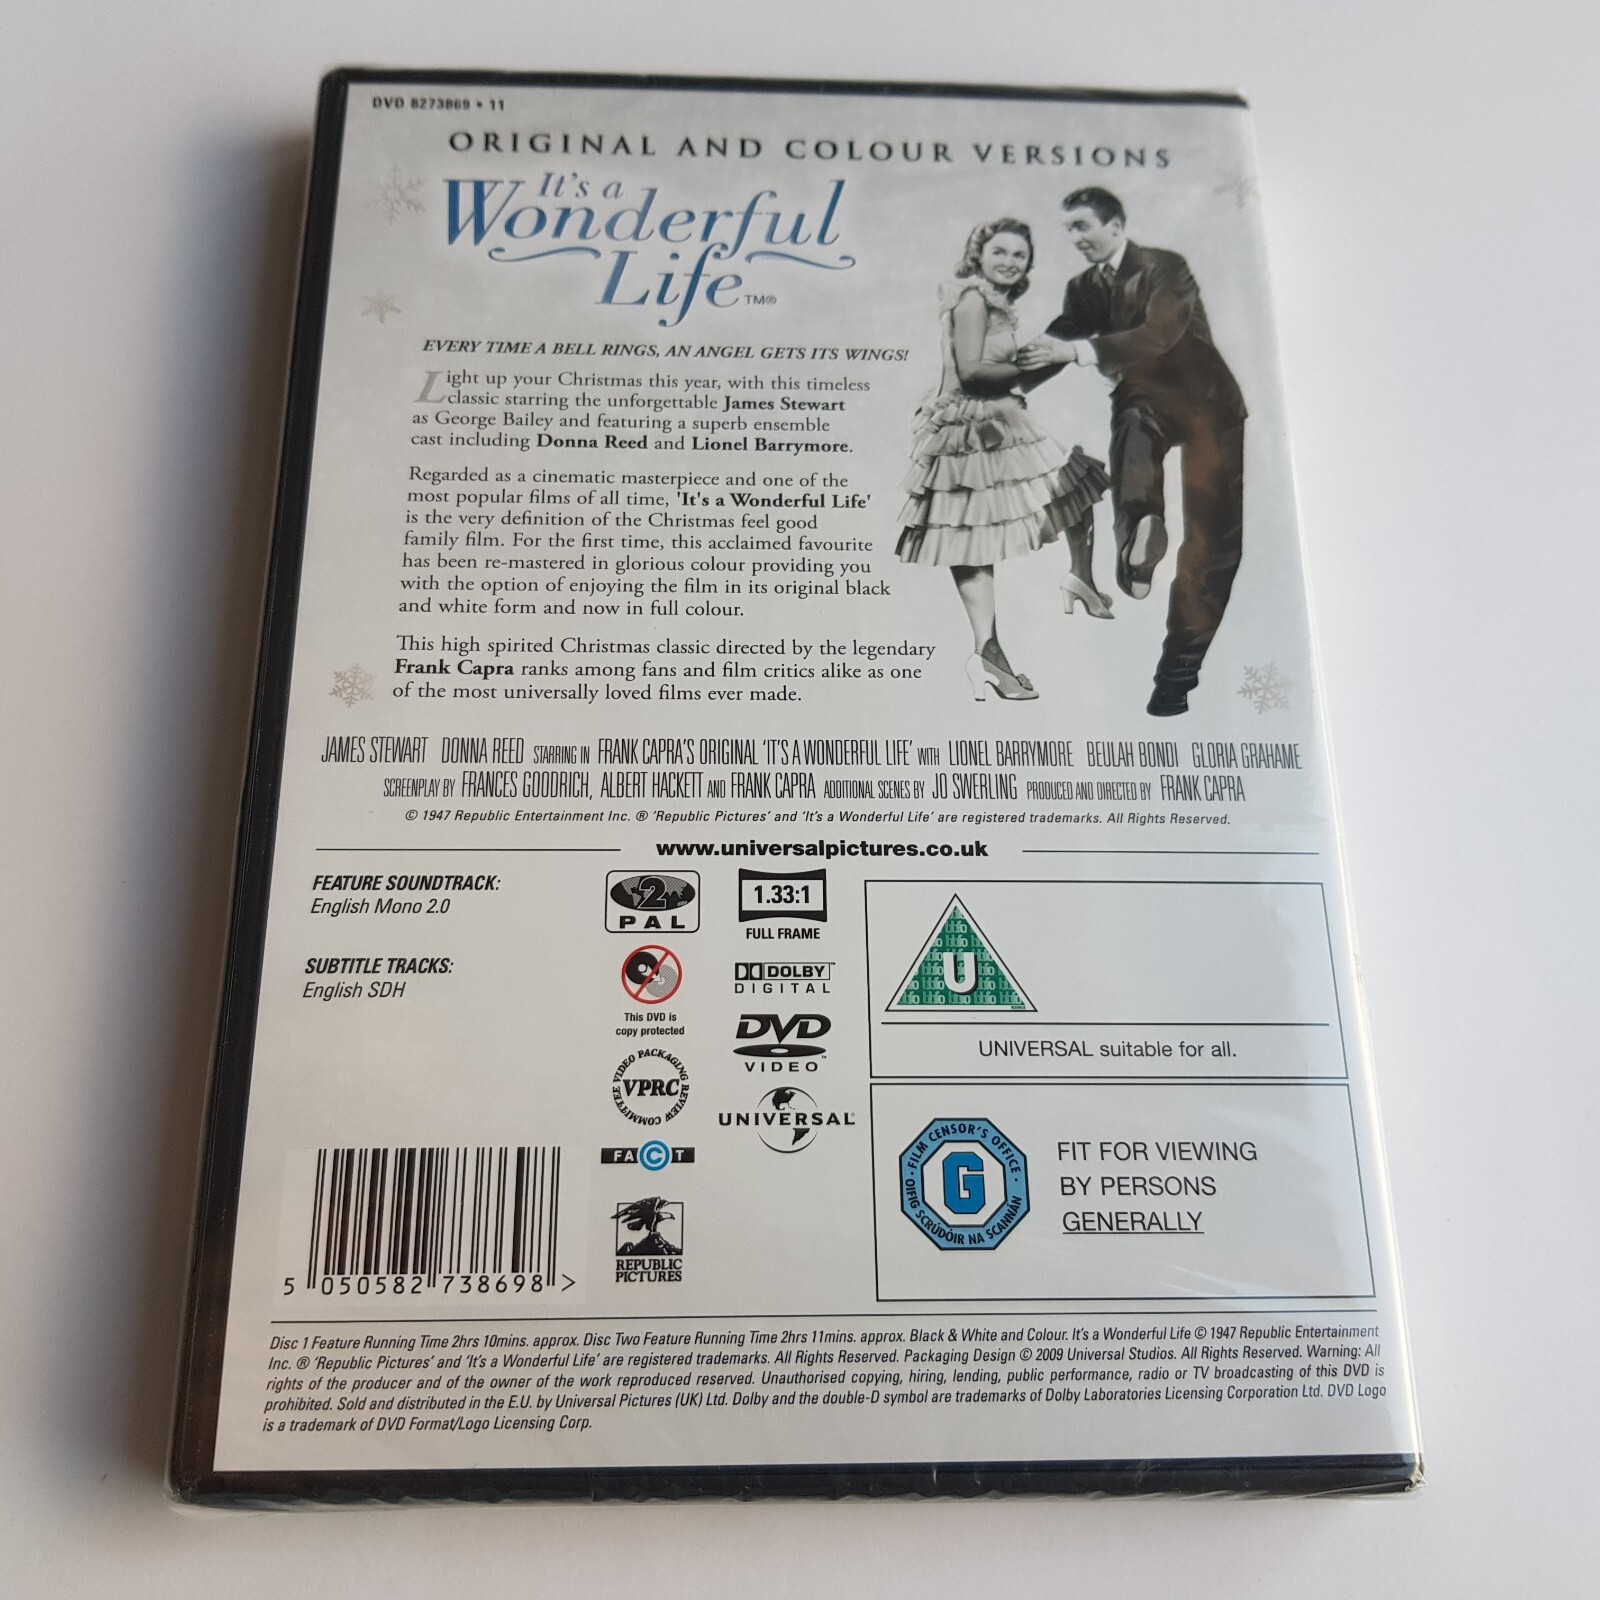 DVD 8273869 • 11
ORIGINAL AND COLOUR VERSIONS
It's a
Wonderful
Life TM®
EVERY TIME A BELL RINGS, AN ANGEL GETS ITS WINGS!
Light up your Christmas this year, with this timeless
classic starring the unforgettable James Stewart
as George Bailey and featuring a superb ensemble
cast including Donna Reed and Lionel Barrymore.
Regarded as a cinematic masterpiece and one of the
most popular films of all time, 'It's a Wonderful Life'
is the very definition of the Christmas feel good
family film. For the first time, this acclaimed favourite
has been re-mastered in glorious colour providing you
with the option of enjoying the film in its original black
and white form and now in full colour.
This high spirited Christmas classic directed by the legendary
Frank Capra ranks among fans and film critics alike as one
of the most universally loved films ever made.
JAMES STEWART DONNA REED STARRING IN FRANK CAPRA'S ORIGINAL 'IT'S A WONDERFUL LIFE' WITH LIONEL BARRYMORE BEULAH BONDI GLORIA GRAHAME
SCREENPLAY BY FRANCES GOODRICH, ALBERT HACKETT AND FRANK CAPRA ADDITIONAL SCENES BY JO SWERLING PRODUCED AND DIRECTED BY FRANK CAPRA
© 1947 Republic Entertainment Inc. ® 'Republic Pictures' and 'It's a Wonderful Life' are registered trademarks. All Rights Reserved.
www.universalpictures.co.uk
FEATURE SOUNDTRACK:
English Mono 2.0
SUBTITLE TRACKS:
English SDH
2
PAL
This DVD is
copy protected
VIDEO PACKAGING REVIEW COMMITTEE
VPRC
FACT
REPUBLIC
PICTURES
1.33:1
FULL FRAME
DOLBY™
DIGITAL
DVD
VIDEO™
UNIVERSAL
U
UNIVERSAL suitable for all.
FILM CENSOR'S OFFICE
G
OIFIG SCRÚDÓIR NA SCANNÁN
FIT FOR VIEWING
BY PERSONS
GENERALLY
5 050582 738698 >
Disc 1 Feature Running Time 2hrs 10mins. approx. Disc Two Feature Running Time 2hrs 11mins. approx. Black & White and Colour. It's a Wonderful Life © 1947 Republic Entertainment
Inc. ® 'Republic Pictures' and 'It's a Wonderful Life' are registered trademarks. All Rights Reserved. Packaging Design © 2009 Universal Studios. All Rights Reserved. Warning: All
rights of the producer and of the owner of the work reproduced reserved. Unauthorised copying, hiring, lending, public performance, radio or TV broadcasting of this DVD is
prohibited. Sold and distributed in the E.U. by Universal Pictures (UK) Ltd. Dolby and the double-D symbol are trademarks of Dolby Laboratories Licensing Corporation Ltd. DVD Logo
is a trademark of DVD Format/Logo Licensing Corp.